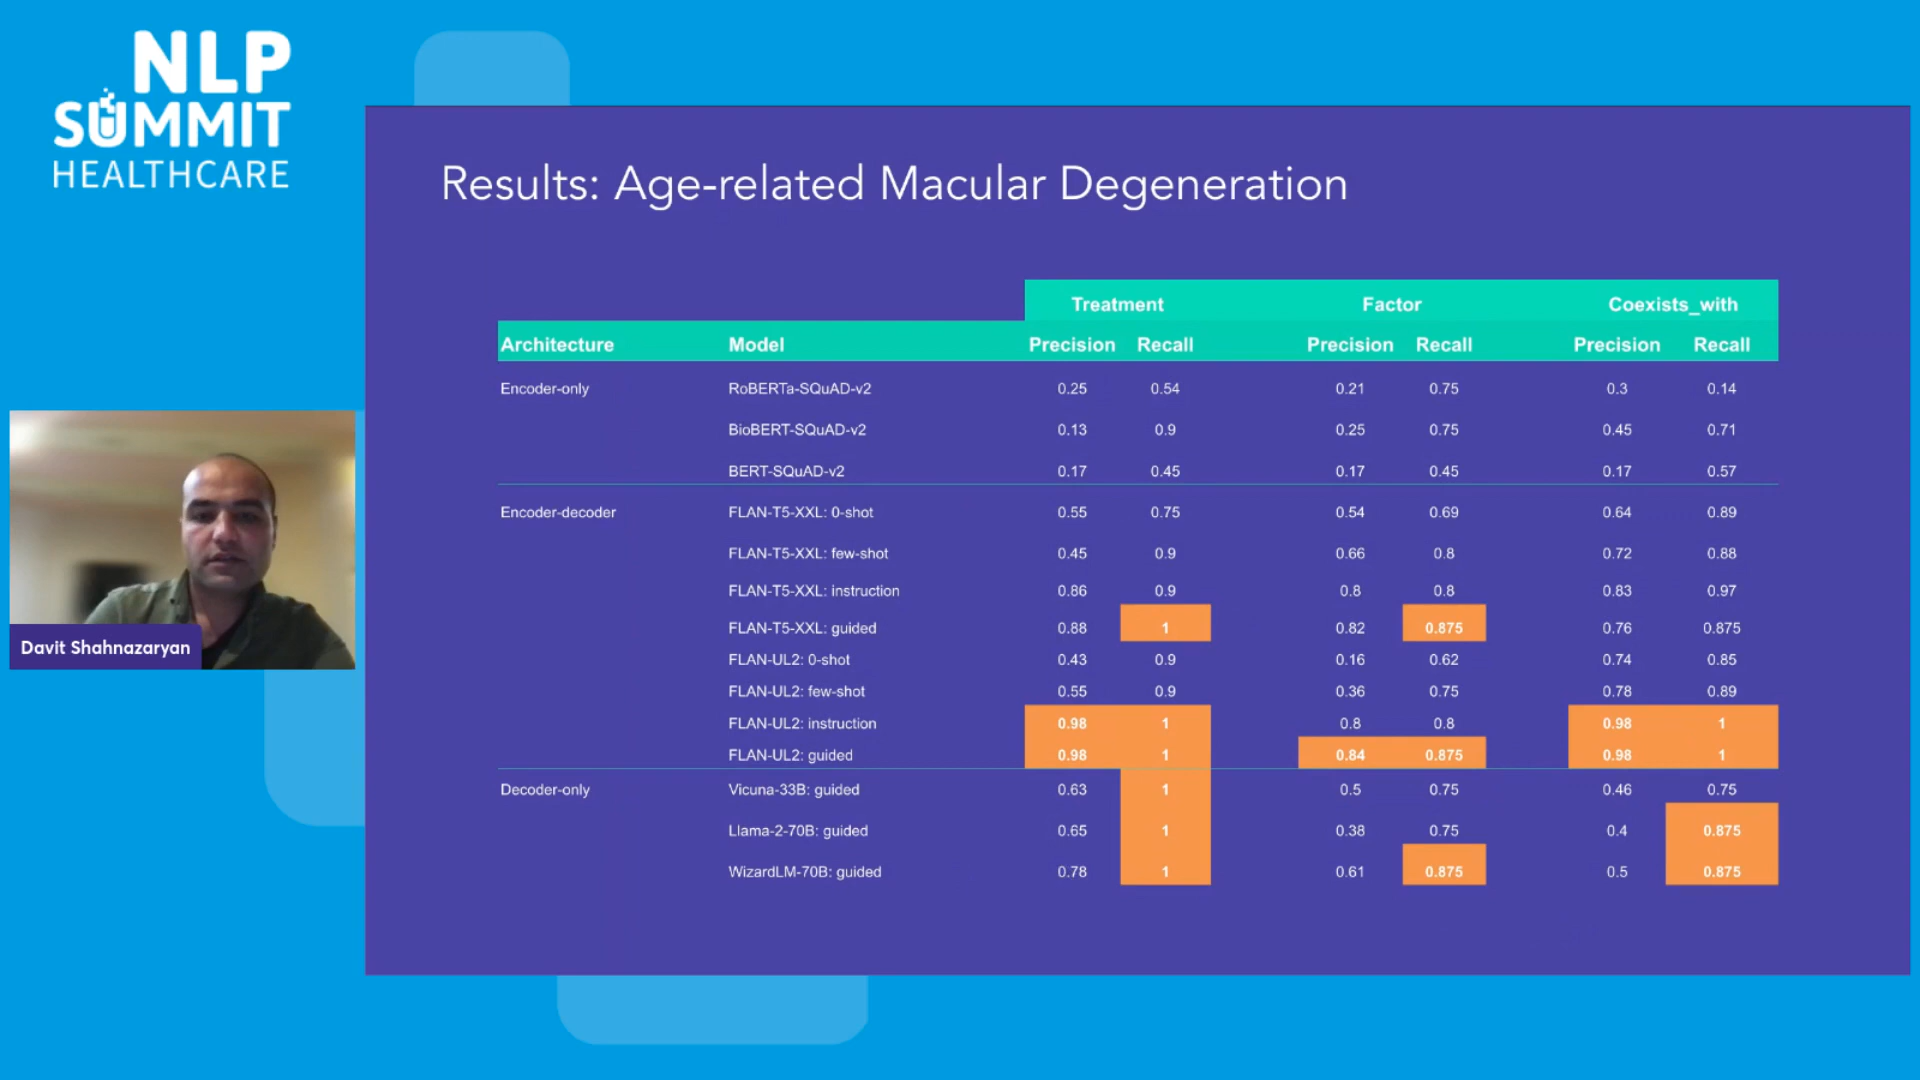 NLP
SUMMIT
HEALTHCARE
Results: Age-related Macular Degeneration
Treatment Factor Coexists_with
Architecture Model Precision Recall Precision Recall Precision Recall
Encoder-only RoBERTa-SQuAD-v2 0.25 0.54 0.21 0.75 0.3 0.14
BioBERT-SQuAD-v2 0.13 0.9 0.25 0.75 0.45 0.71
BERT-SQuAD-v2 0.17 0.45 0.17 0.45 0.17 0.57
Encoder-decoder FLAN-T5-XXL: 0-shot 0.55 0.75 0.54 0.69 0.64 0.89
FLAN-T5-XXL: few-shot 0.45 0.9 0.66 0.8 0.72 0.88
FLAN-T5-XXL: instruction 0.86 0.9 0.8 0.8 0.83 0.97
FLAN-T5-XXL: guided 0.88 1 0.82 0.875 0.76 0.875
FLAN-UL2: 0-shot 0.43 0.9 0.16 0.62 0.74 0.85
FLAN-UL2: few-shot 0.55 0.9 0.36 0.75 0.78 0.89
FLAN-UL2: instruction 0.98 1 0.8 0.8 0.98 1
FLAN-UL2: guided 0.98 1 0.84 0.875 0.98 1
Decoder-only Vicuna-33B: guided 0.63 1 0.5 0.75 0.46 0.75
Llama-2-70B: guided 0.65 1 0.38 0.75 0.4 0.875
WizardLM-70B: guided 0.78 1 0.61 0.875 0.5 0.875
Davit Shahnazaryan